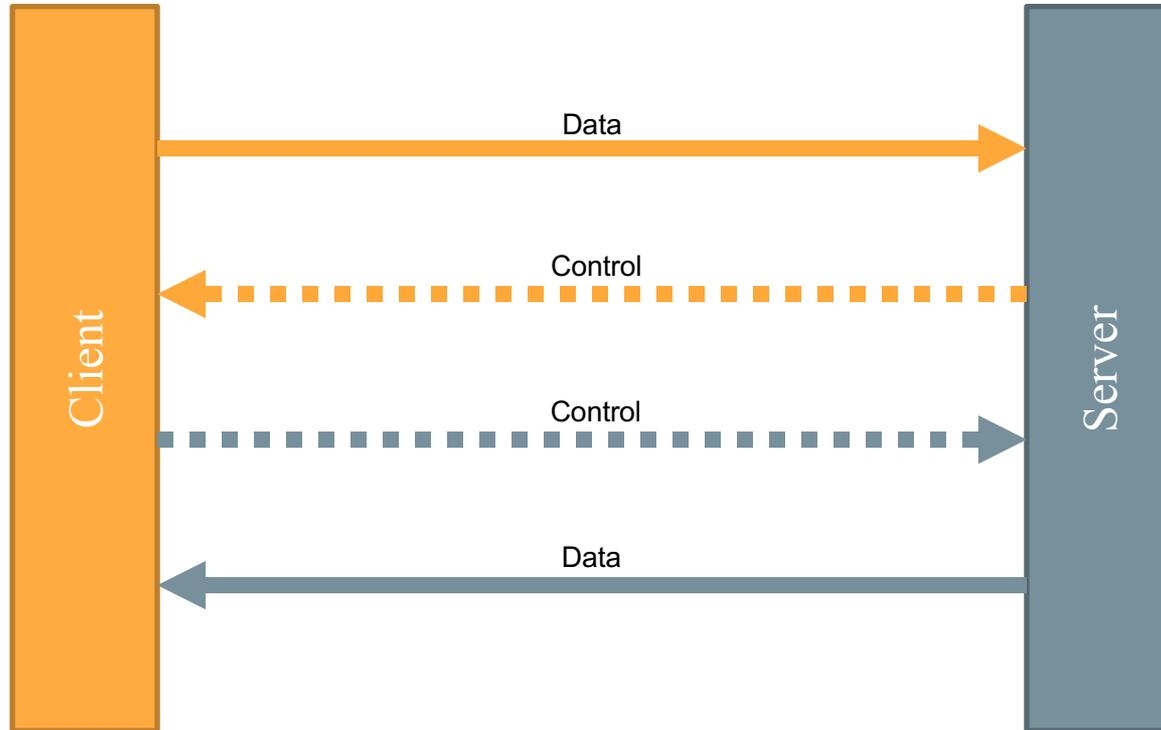 Data
Control
Client
Server
Control
Data